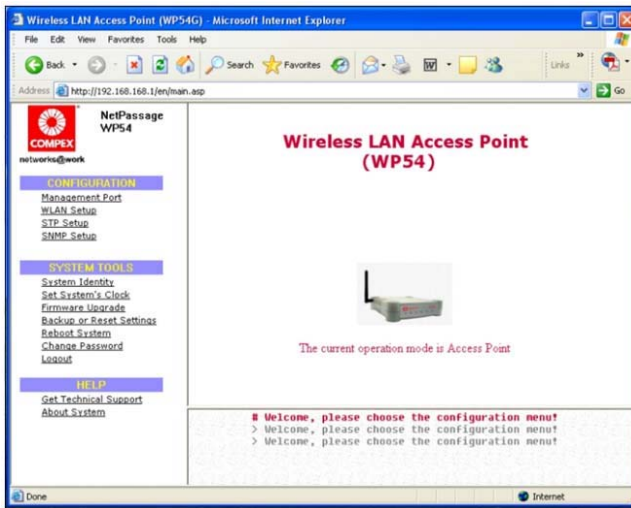 Wireless LAN Access Point (WP54G) - Microsoft Internet Explorer
File Edit View Favorites Tools Help
Back Search Favorites Links »
Address http://192.168.168.1/en/main.asp Go
COMPEX
networks@work
NetPassage
WP54
CONFIGURATION
Management Port
WLAN Setup
STP Setup
SNMP Setup
SYSTEM TOOLS
System Identity
Set System's Clock
Firmware Upgrade
Backup or Reset Settings
Reboot System
Change Password
Logout
HELP
Get Technical Support
About System
Wireless LAN Access Point
(WP54)
The current operation mode is Access Point
# Welcome, please choose the configuration menu!
> Welcome, please choose the configuration menu!
> Welcome, please choose the configuration menu!
Done Internet